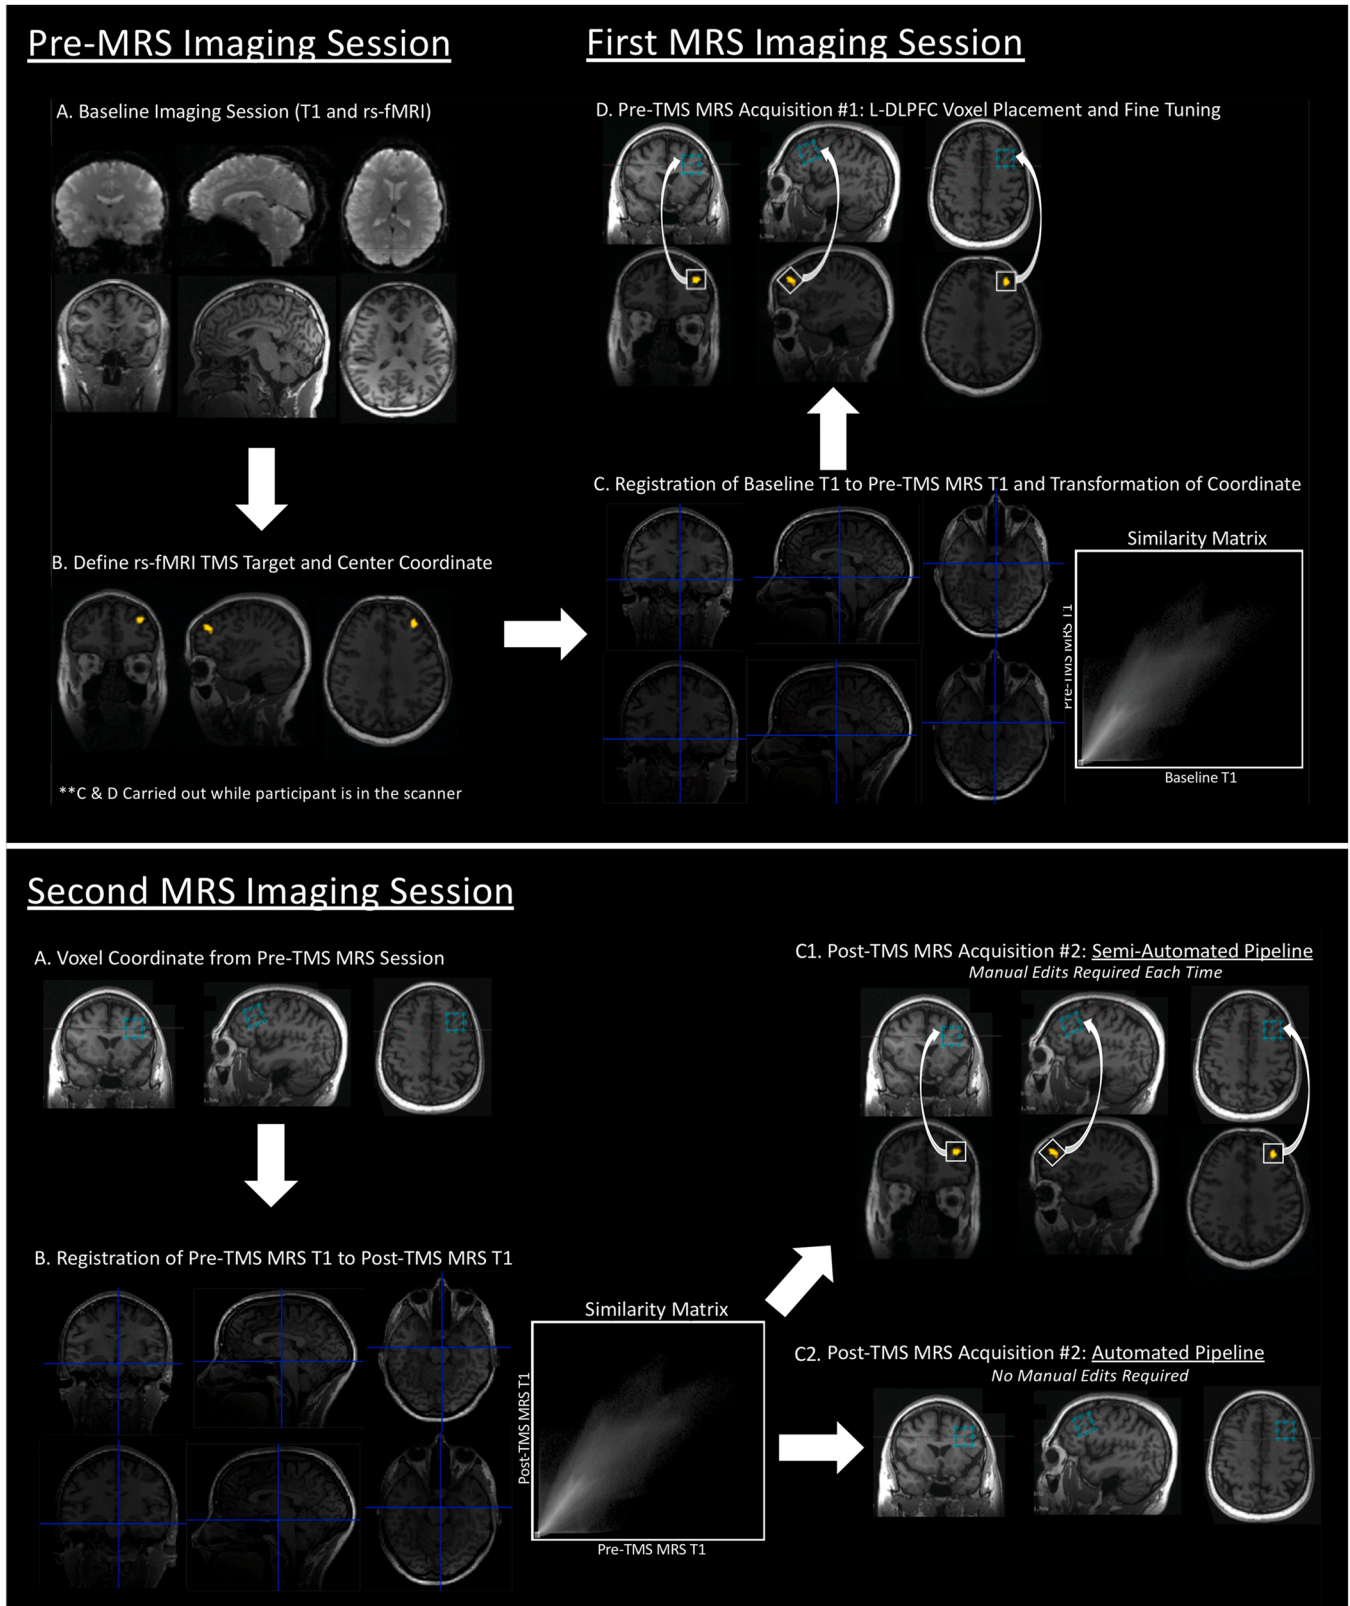 Pre-MRS Imaging Session
A. Baseline Imaging Session (T1 and rs-fMRI)
B. Define rs-fMRI TMS Target and Center Coordinate
**C & D Carried out while participant is in the scanner
First MRS Imaging Session
D. Pre-TMS MRS Acquisition #1: L-DLPFC Voxel Placement and Fine Tuning
C. Registration of Baseline T1 to Pre-TMS MRS T1 and Transformation of Coordinate
Similarity Matrix
Pre-TMS MRS T1
Baseline T1
Second MRS Imaging Session
A. Voxel Coordinate from Pre-TMS MRS Session
B. Registration of Pre-TMS MRS T1 to Post-TMS MRS T1
Similarity Matrix
Post-TMS MRS T1
Pre-TMS MRS T1
C1. Post-TMS MRS Acquisition #2: Semi-Automated Pipeline
Manual Edits Required Each Time
C2. Post-TMS MRS Acquisition #2: Automated Pipeline
No Manual Edits Required